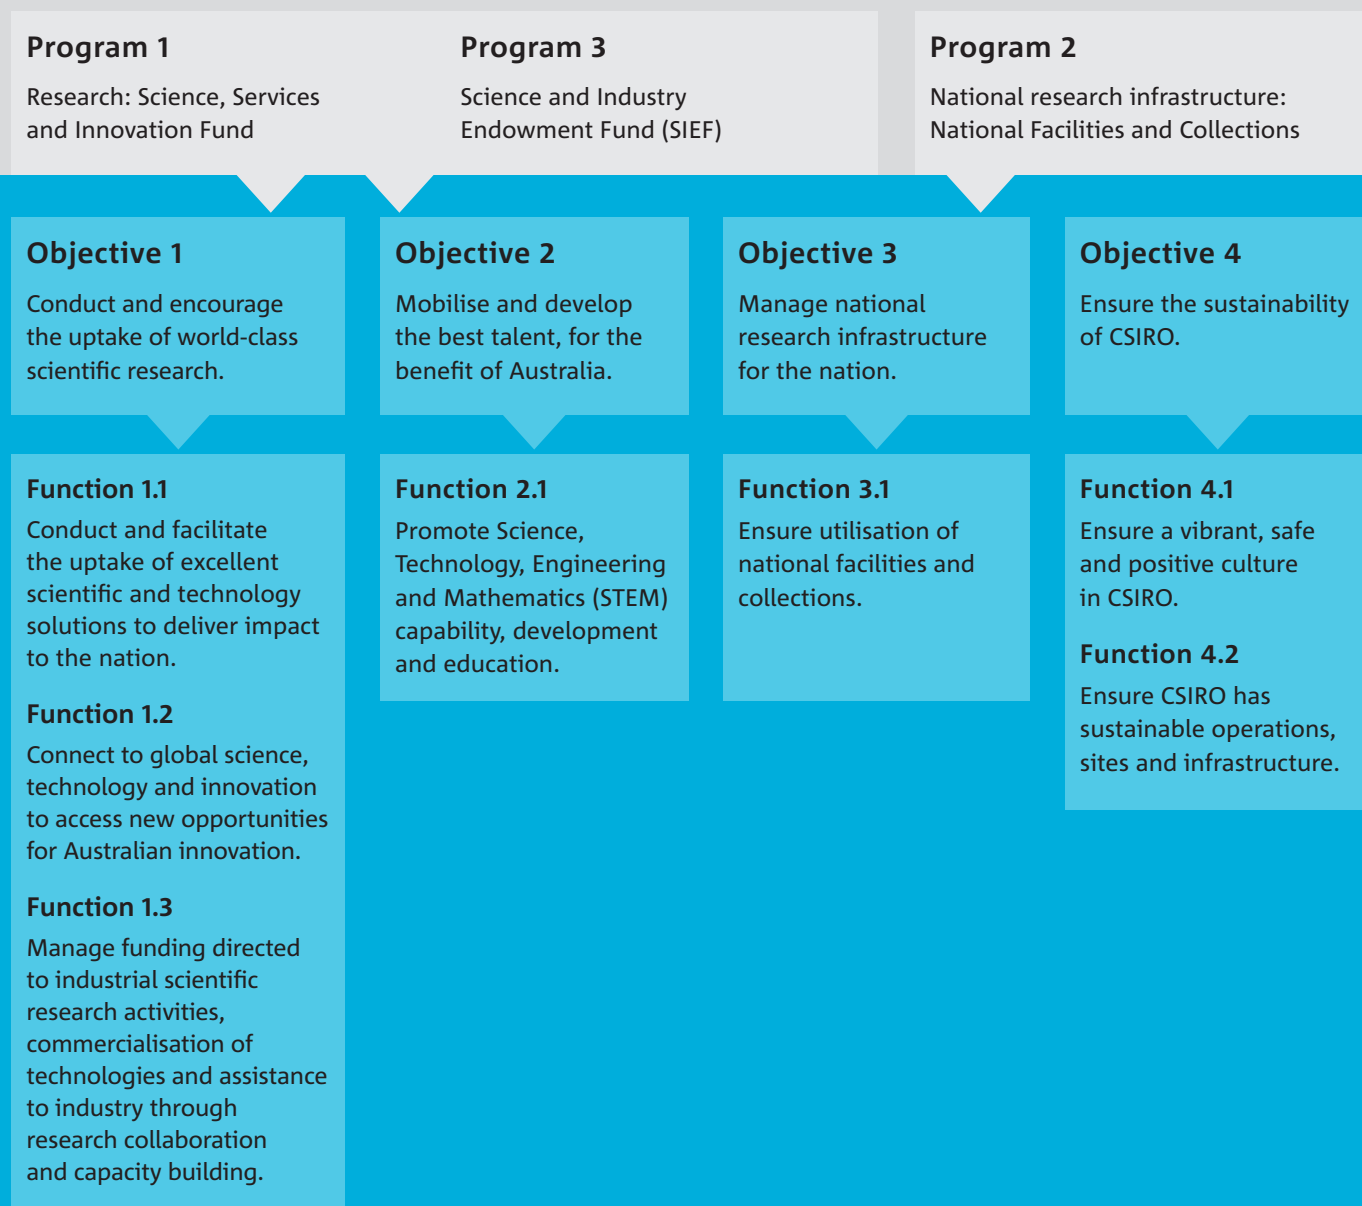 Program 1
Research: Science, Services
and Innovation Fund
Program 3
Science and Industry
Endowment Fund (SIEF)
Program 2
National research infrastructure:
National Facilities and Collections
Objective 1
Conduct and encourage
the uptake of world-class
scientific research.
Objective 2
Mobilise and develop
the best talent, for the
benefit of Australia.
Objective 3
Manage national
research infrastructure
for the nation.
Objective 4
Ensure the sustainability
of CSIRO.
Function 1.1
Conduct and facilitate
the uptake of excellent
scientific and technology
solutions to deliver impact
to the nation.
Function 1.2
Connect to global science,
technology and innovation
to access new opportunities
for Australian innovation.
Function 1.3
Manage funding directed
to industrial scientific
research activities,
commercialisation of
technologies and assistance
to industry through
research collaboration
and capacity building.
Function 2.1
Promote Science,
Technology, Engineering
and Mathematics (STEM)
capability, development
and education.
Function 3.1
Ensure utilisation of
national facilities and
collections.
Function 4.1
Ensure a vibrant, safe
and positive culture
in CSIRO.
Function 4.2
Ensure CSIRO has
sustainable operations,
sites and infrastructure.